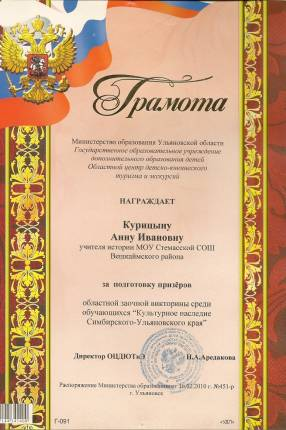 Грамота
Министерство образования Ульяновской области
Государственное образовательное учреждение
дополнительного образования детей
Областной центр детско-юношеского
туризма и экскурсий
НАГРАЖДАЕТ
Курицыну
Анну Ивановну
учителя истории МОУ Стемасской СОШ
Вешкаймского района
за подготовку призёров
областной заочной викторины среди
обучающихся "Культурное наследие
Симбирского-Ульяновского края"
Директор ОЦДЮТиЭ Н.А.Аредакова
Распоряжение Министерства образования от 16.02.2010 г. №451-р
г. Ульяновск
Г-091